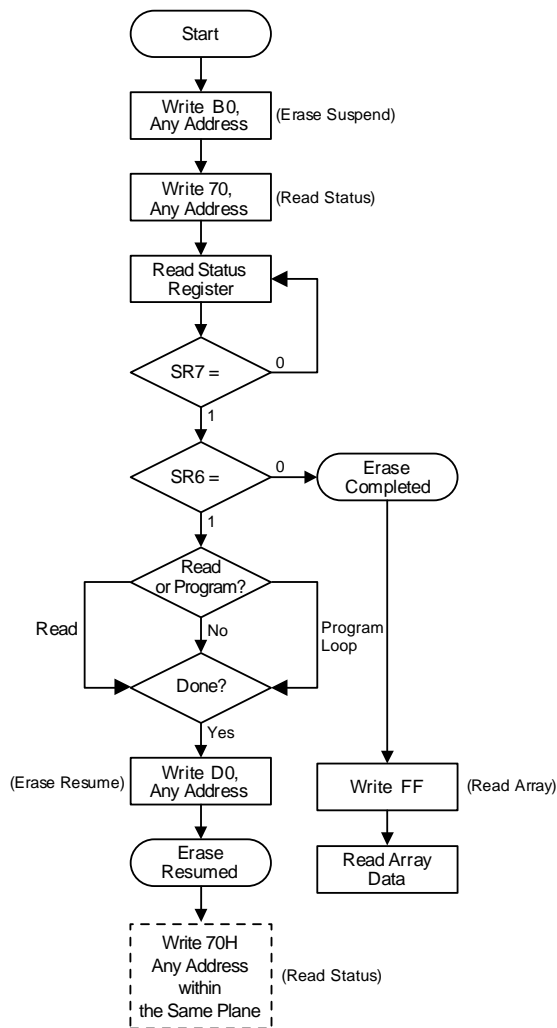 Start
Write B0,
Any Address
(Erase Suspend)
Write 70,
Any Address
(Read Status)
Read Status
Register
SR7 =
0
1
SR6 =
0
Erase
Completed
1
Read
or Program?
Read
No
Program
Loop
Done?
Yes
(Erase Resume)
Write D0,
Any Address
Write FF
(Read Array)
Erase
Resumed
Read Array
Data
Write 70H
Any Address
within
the Same Plane
(Read Status)